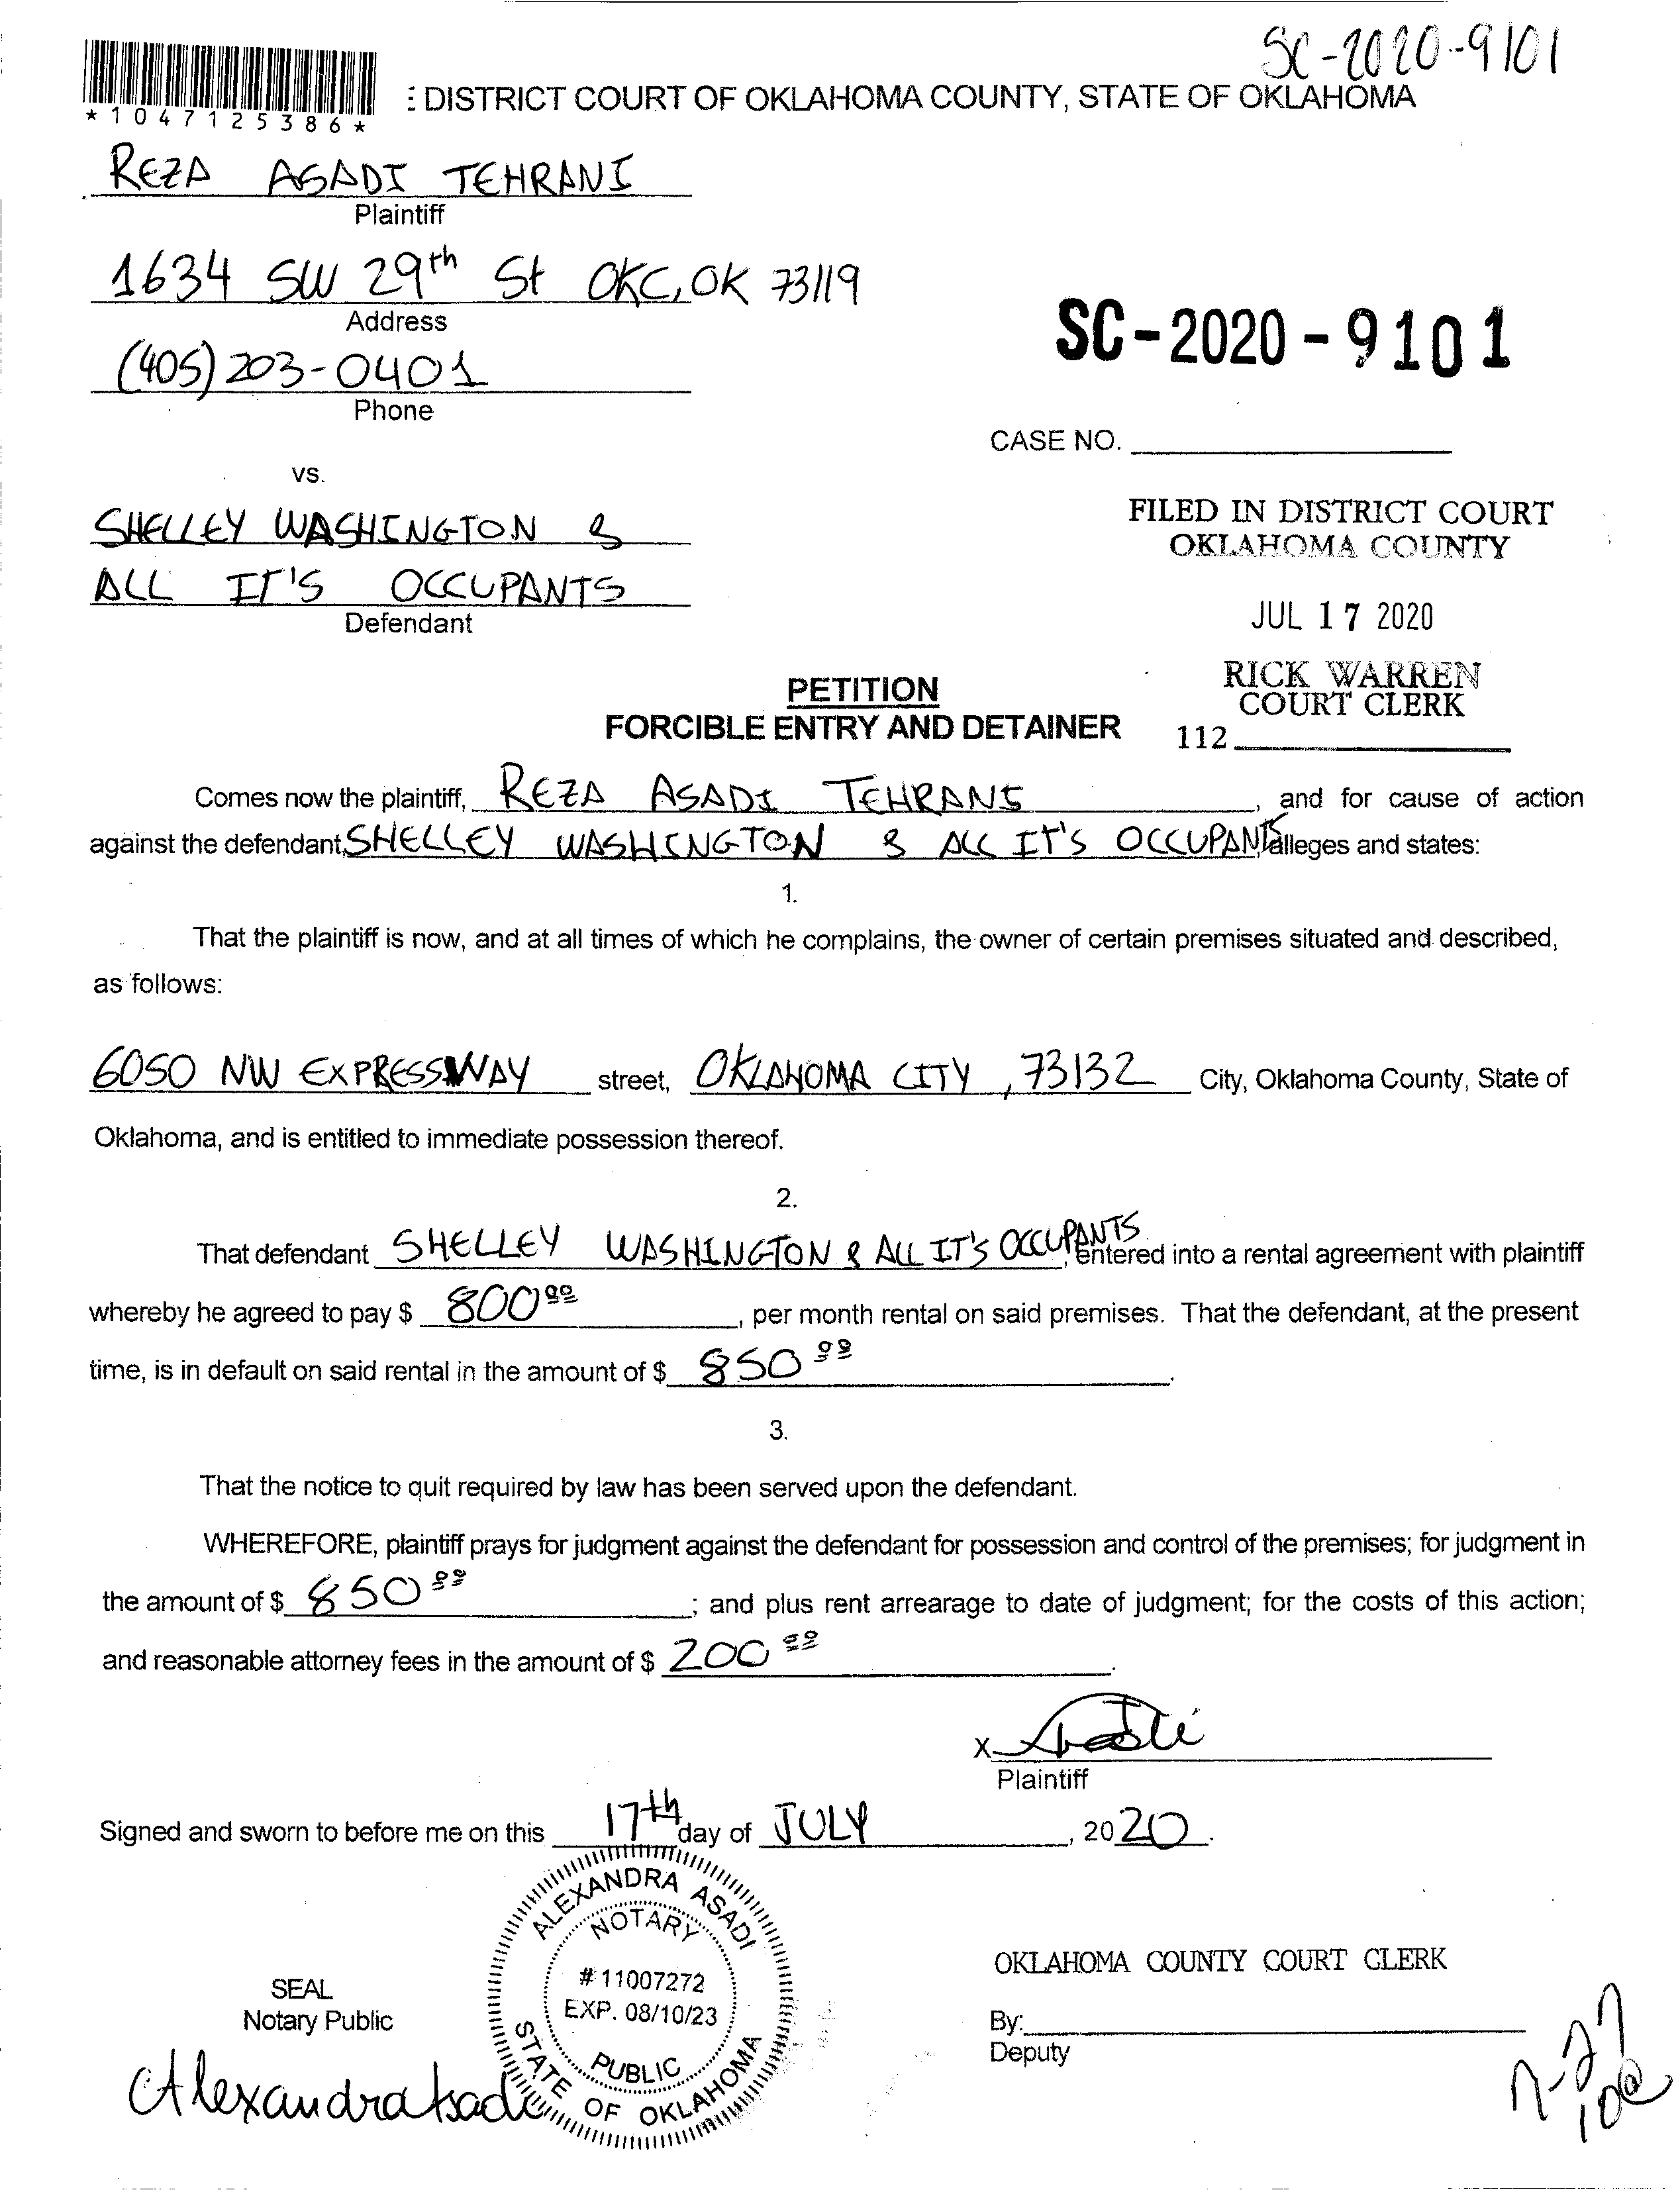 SC-2020-9101
*1047125386*
: DISTRICT COURT OF OKLAHOMA COUNTY, STATE OF OKLAHOMA
REZA ASADI TEHRANI
Plaintiff
1634 SW 29th St OKC, OK 73119
Address
(405) 203-0401
Phone
SC-2020-9101
CASE NO.
vs.
SHELLEY WASHINGTON &
ALL IT'S OCCUPANTS
Defendant
FILED IN DISTRICT COURT
OKLAHOMA COUNTY
JUL 17 2020
RICK WARREN
COURT CLERK
112
PETITION
FORCIBLE ENTRY AND DETAINER
Comes now the plaintiff, REZA ASADI TEHRANI, and for cause of action
against the defendant, SHELLEY WASHINGTON & ALL IT'S OCCUPANTS, alleges and states:
1.
That the plaintiff is now, and at all times of which he complains, the owner of certain premises situated and described,
as follows:
6050 NW EXPRESSWAY street, OKLAHOMA CITY, 73132 City, Oklahoma County, State of
Oklahoma, and is entitled to immediate possession thereof.
2.
That defendant SHELLEY WASHINGTON & ALL IT'S OCCUPANTS, entered into a rental agreement with plaintiff
whereby he agreed to pay $ 800.00, per month rental on said premises. That the defendant, at the present
time, is in default on said rental in the amount of $ 850.00.
3.
That the notice to quit required by law has been served upon the defendant.
WHEREFORE, plaintiff prays for judgment against the defendant for possession and control of the premises; for judgment in
the amount of $ 850.00; and plus rent arrearage to date of judgment; for the costs of this action;
and reasonable attorney fees in the amount of $ 200.00.
X
Plaintiff
Signed and sworn to before me on this 17th day of JULY, 2020.
ALEXANDRA ASADI
NOTARY
# 11007272
EXP. 08/10/23
PUBLIC
STATE OF OKLAHOMA
SEAL
Notary Public
Alexandra Asadi
OKLAHOMA COUNTY COURT CLERK
By:
Deputy